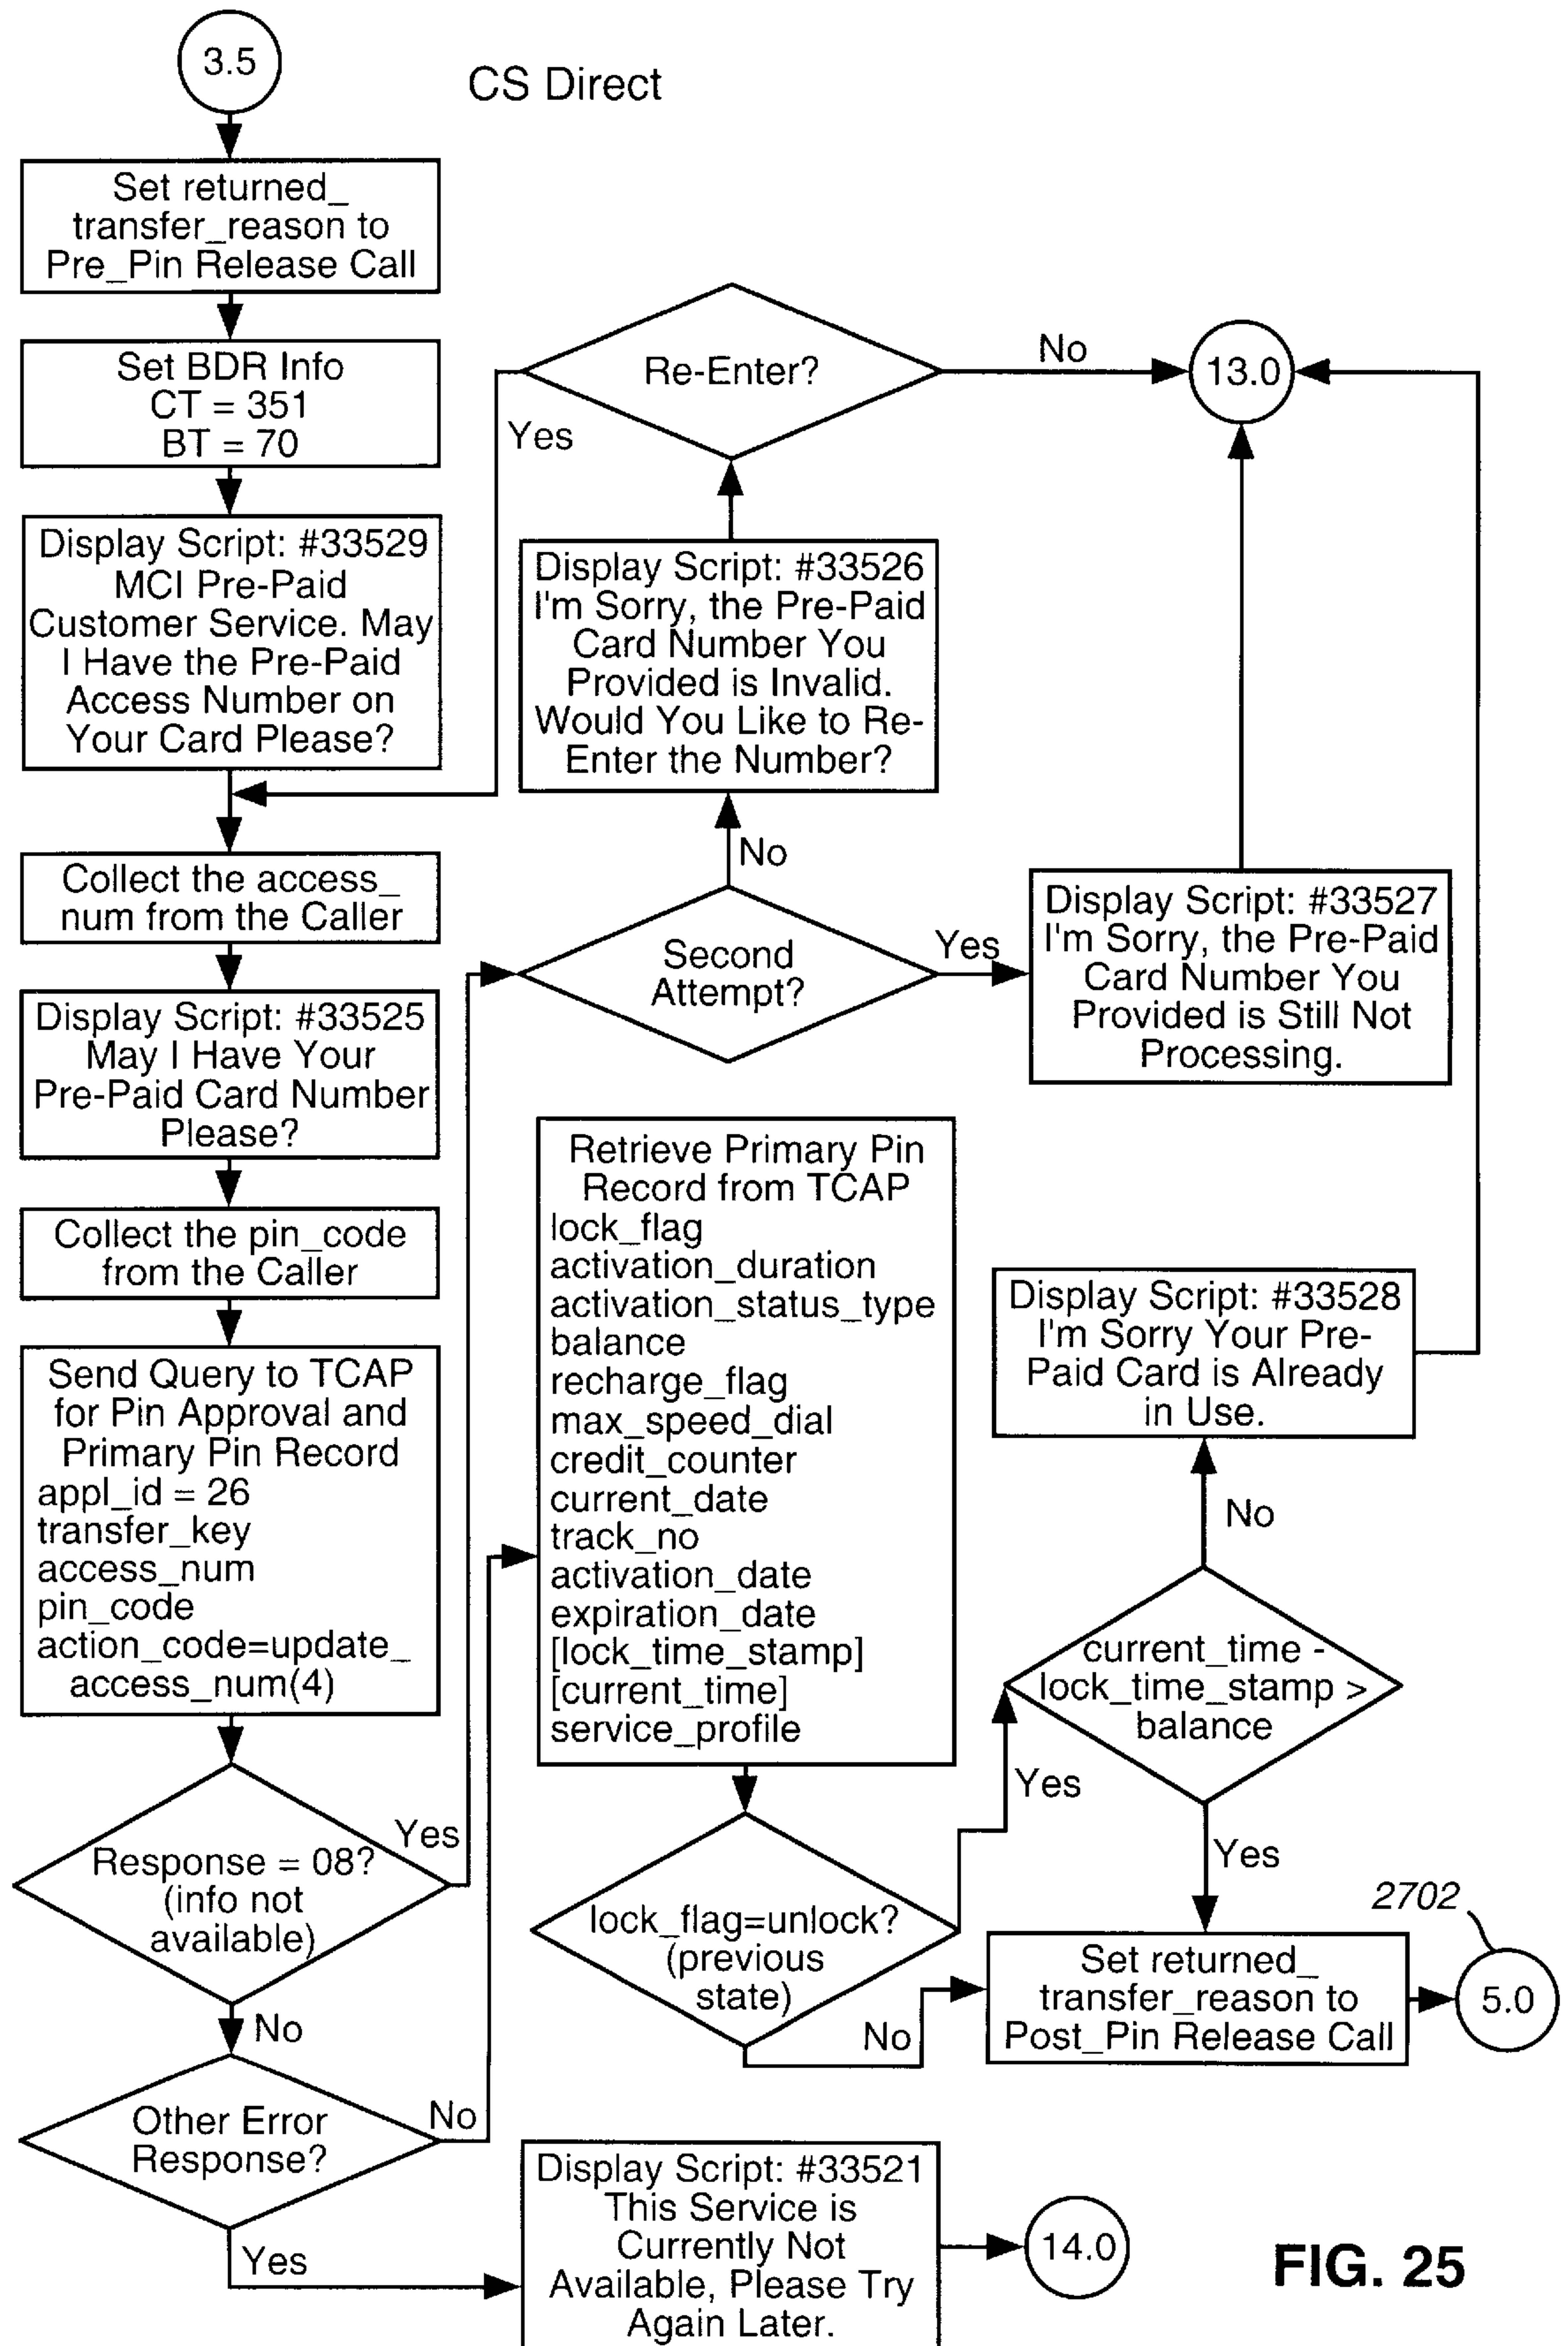 3.5
CS Direct
Set returned_
transfer_reason to
Pre_Pin Release Call
Set BDR Info
CT = 351
BT = 70
Display Script: #33529
MCI Pre-Paid
Customer Service. May
I Have the Pre-Paid
Access Number on
Your Card Please?
Collect the access_
num from the Caller
Display Script: #33525
May I Have Your
Pre-Paid Card Number
Please?
Collect the pin_code
from the Caller
Send Query to TCAP
for Pin Approval and
Primary Pin Record
appl_id = 26
transfer_key
access_num
pin_code
action_code=update_
access_num(4)
Response = 08?
(info not
available)
Yes
No
Other Error
Response?
No
Yes
Re-Enter?
Yes
No
13.0
Display Script: #33526
I'm Sorry, the Pre-Paid
Card Number You
Provided is Invalid.
Would You Like to Re-
Enter the Number?
No
Second
Attempt?
Yes
Display Script: #33527
I'm Sorry, the Pre-Paid
Card Number You
Provided is Still Not
Processing.
Retrieve Primary Pin
Record from TCAP
lock_flag
activation_duration
activation_status_type
balance
recharge_flag
max_speed_dial
credit_counter
current_date
track_no
activation_date
expiration_date
[lock_time_stamp]
[current_time]
service_profile
lock_flag=unlock?
(previous
state)
Yes
No
Display Script: #33528
I'm Sorry Your Pre-
Paid Card is Already
in Use.
No
current_time -
lock_time_stamp >
balance
Yes
Set returned_
transfer_reason to
Post_Pin Release Call
2702
5.0
Display Script: #33521
This Service is
Currently Not
Available, Please Try
Again Later.
14.0
FIG. 25